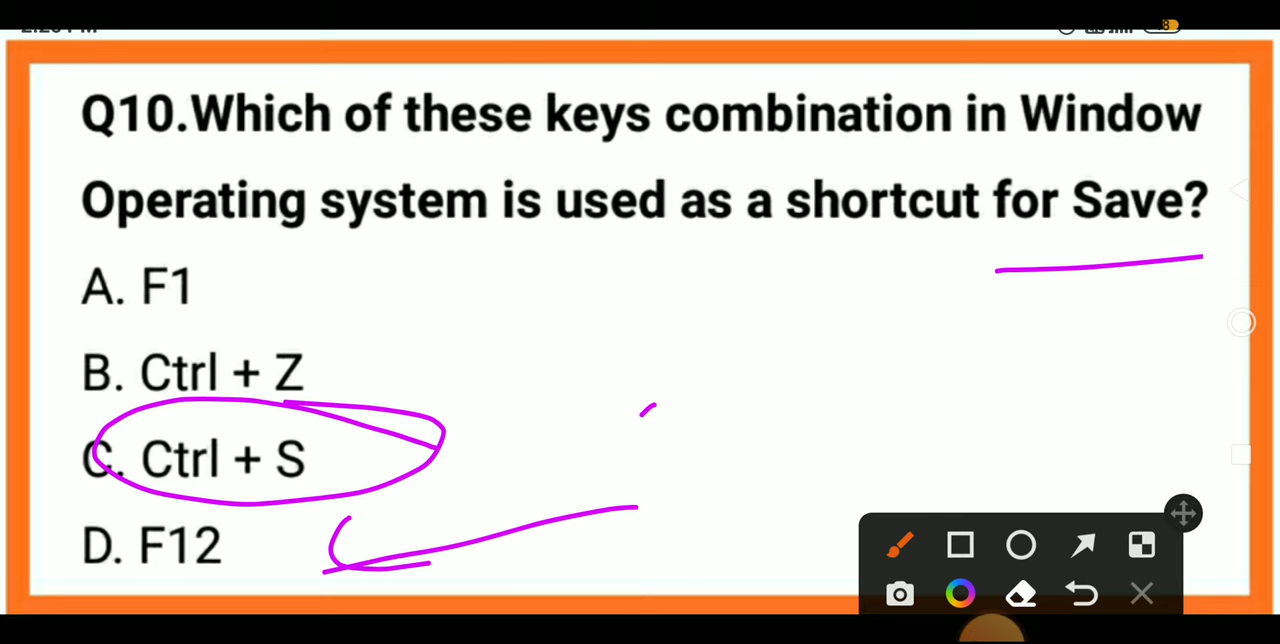 Q10.Which of these keys combination in Window
Operating system is used as a shortcut for Save?
A. F1
B. Ctrl + Z
C. Ctrl + S
D. F12